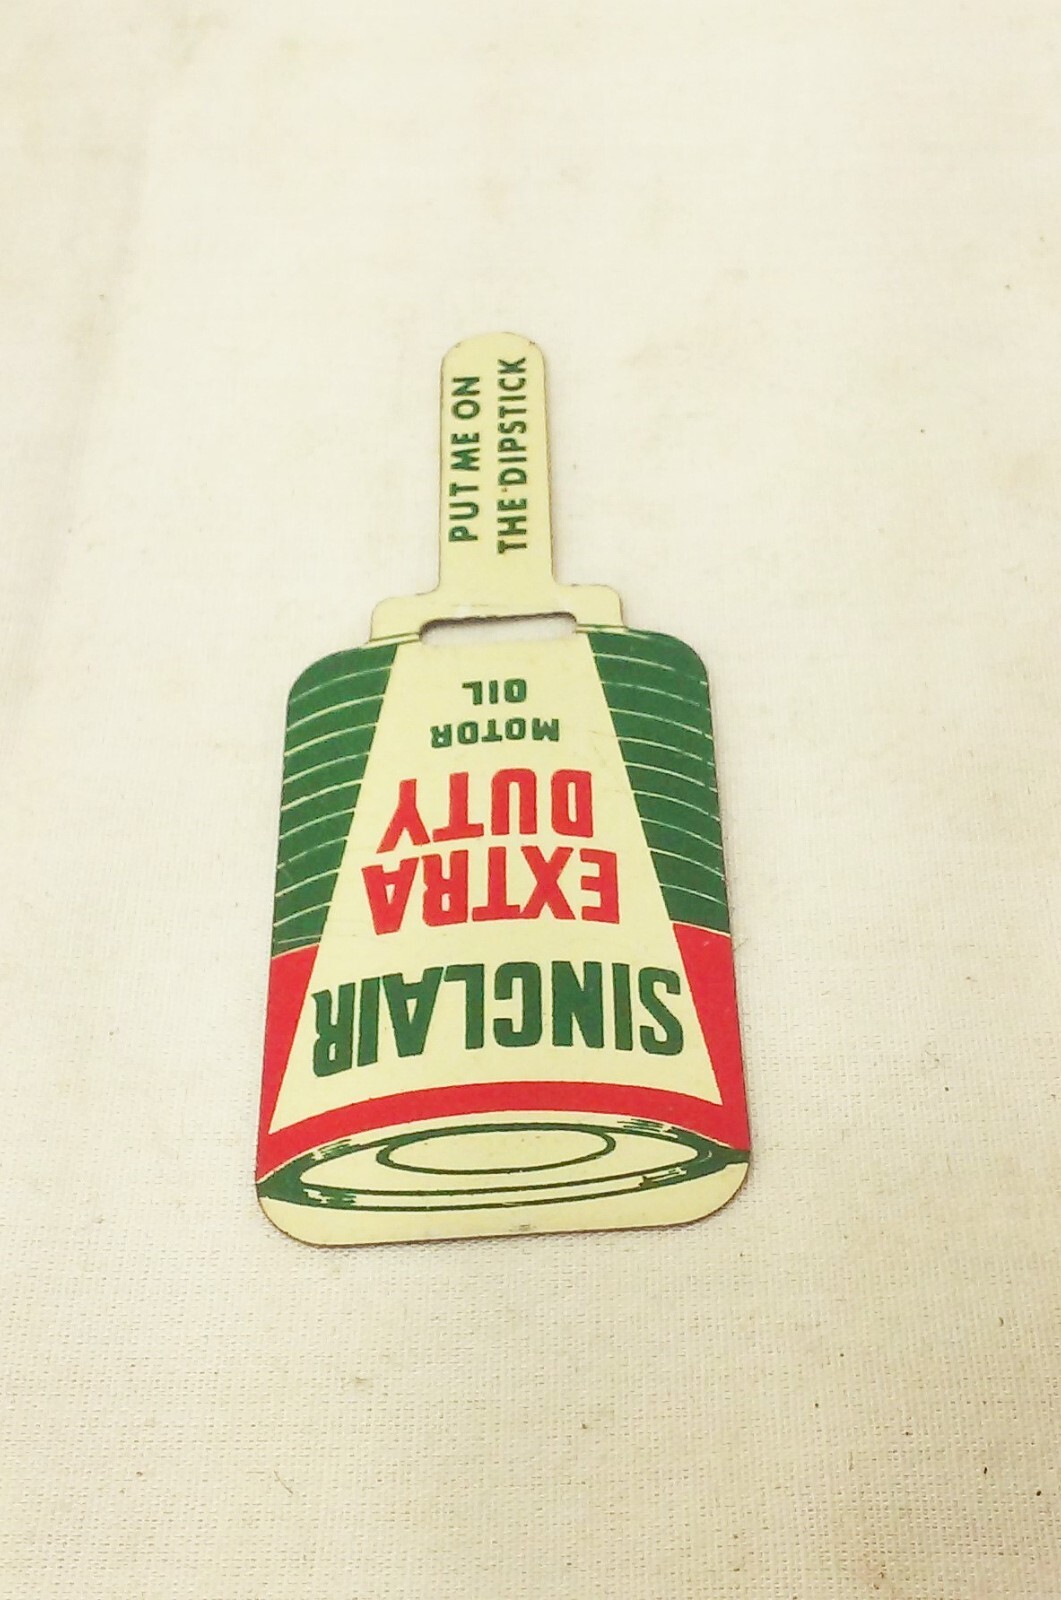 PUT ME ON
THE DIPSTICK
SINCLAIR
EXTRA
DUTY
MOTOR
OIL